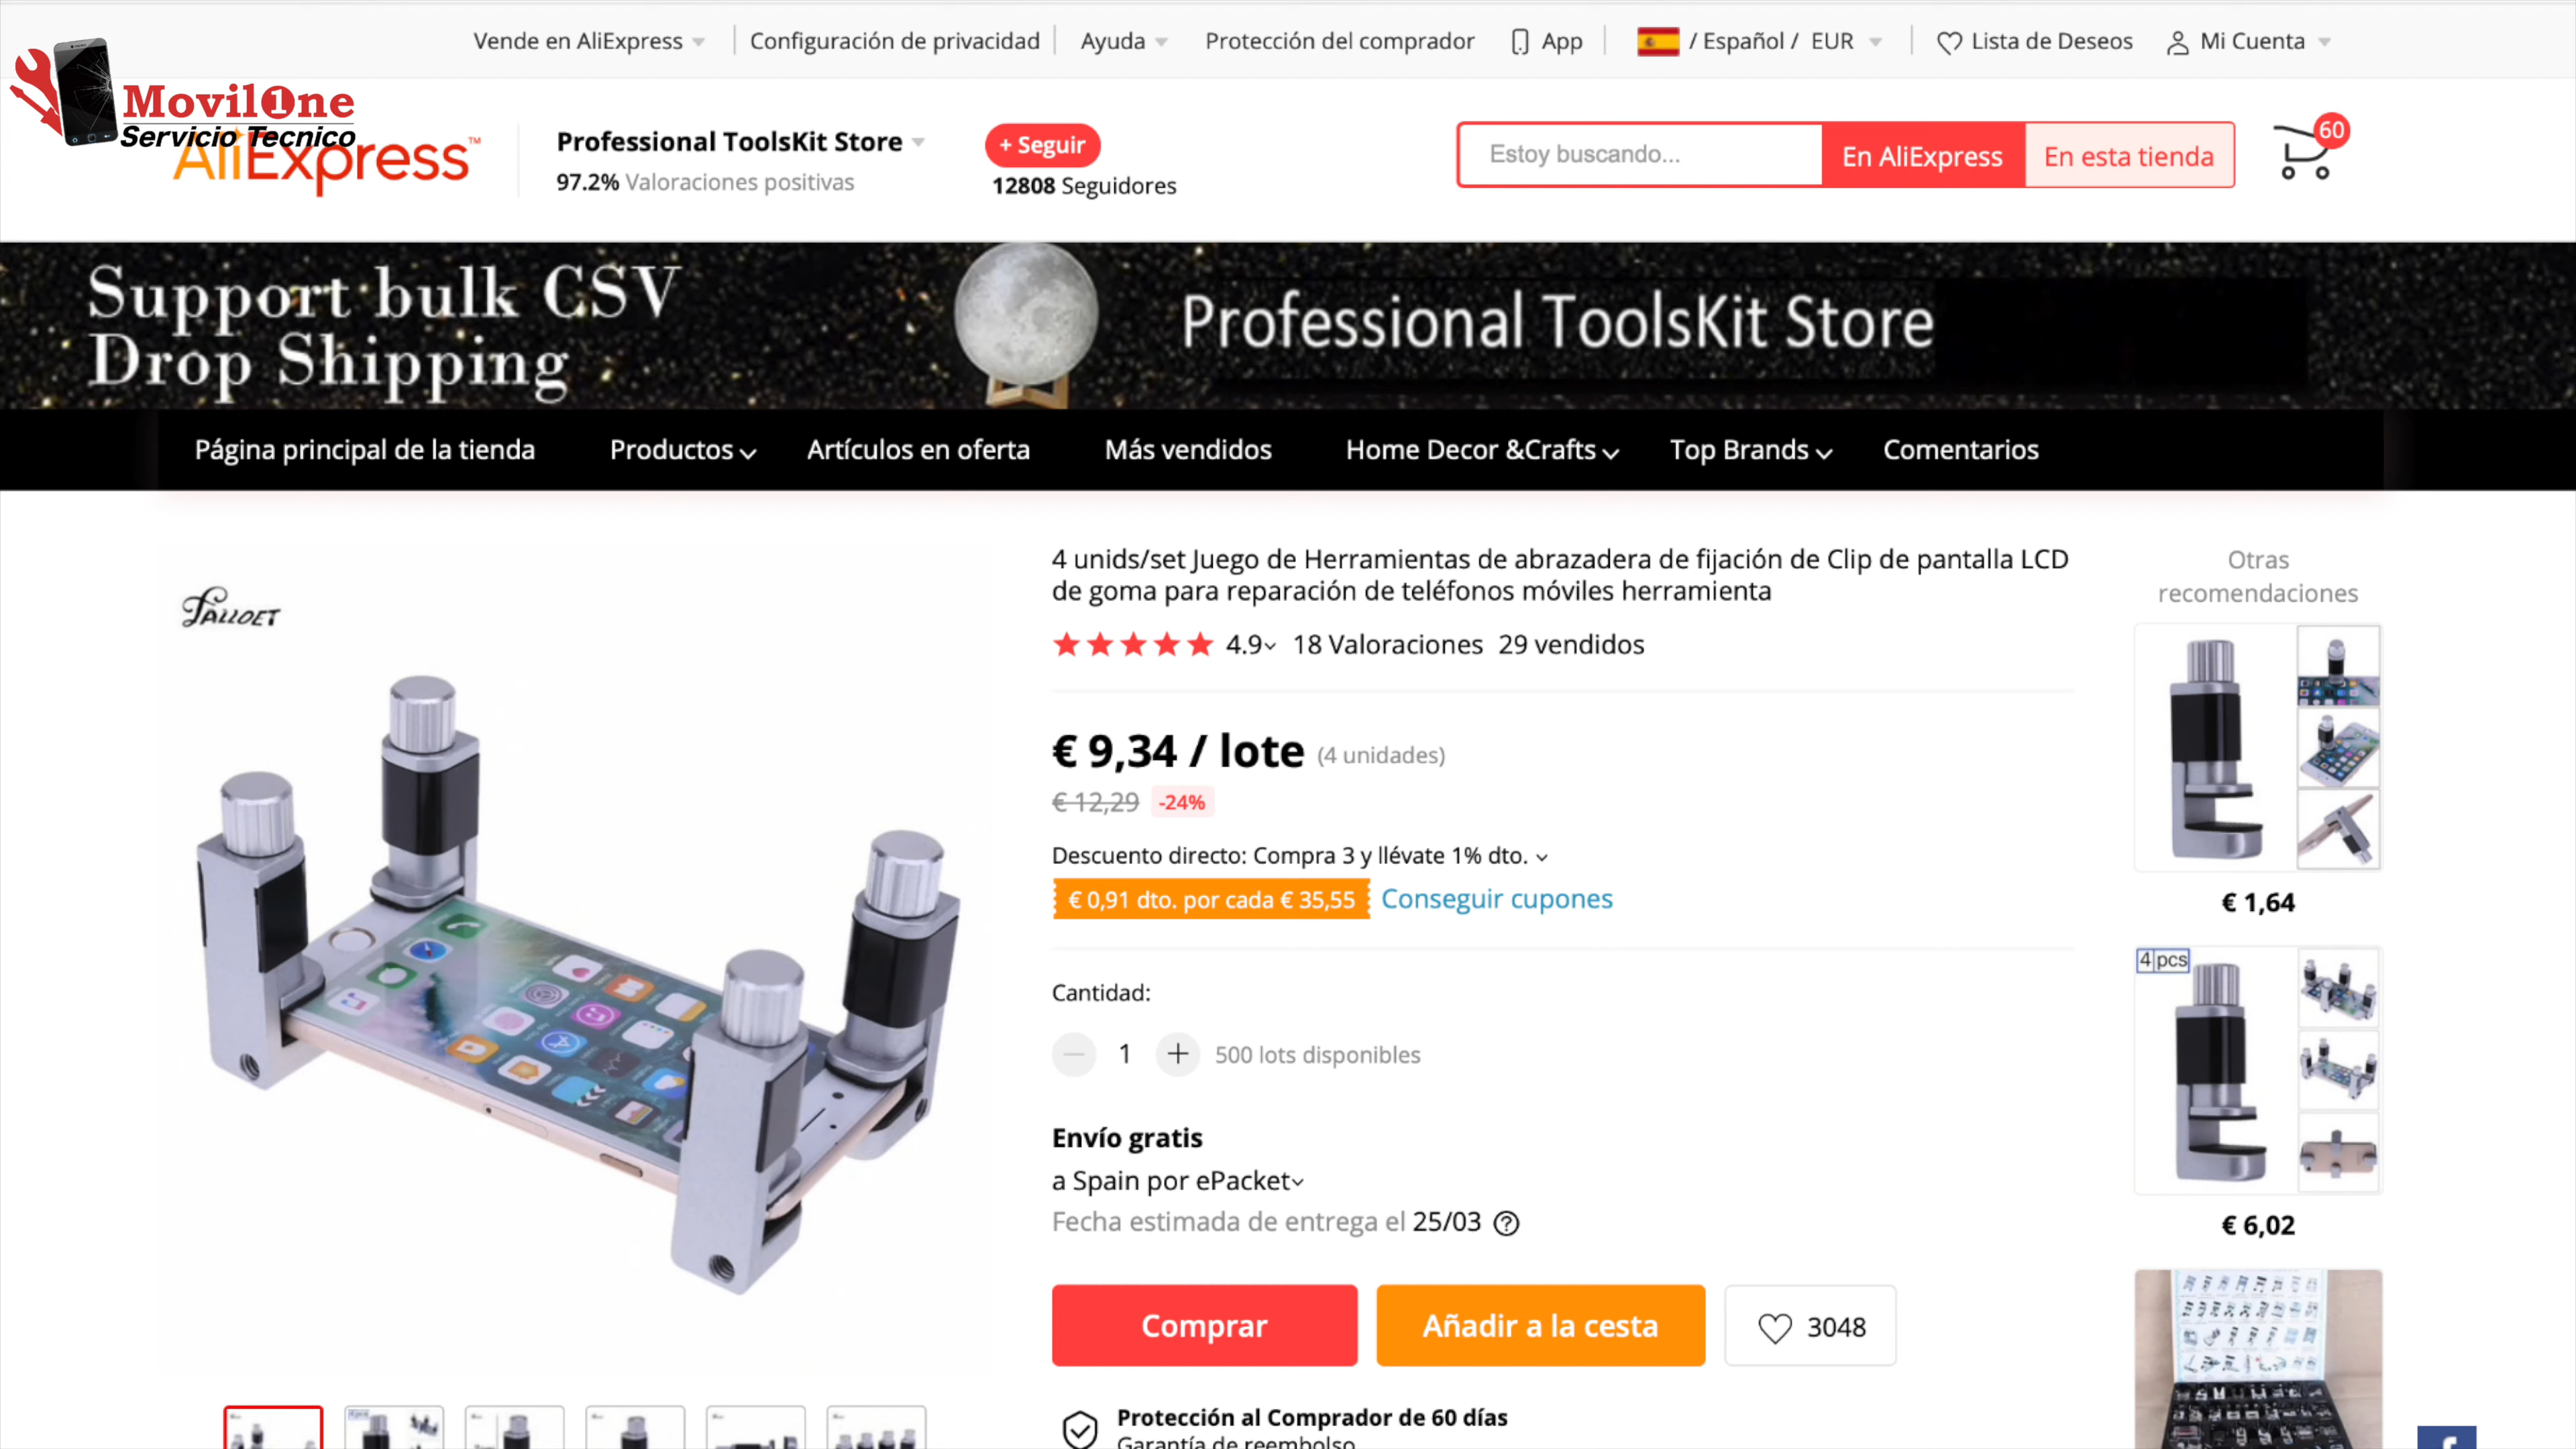 Vende en AliExpress
Configuración de privacidad
Ayuda
Protección del comprador
App
/ Español / EUR
Lista de Deseos
Mi Cuenta
Movil1One
Servicio Tecnico
AliExpress™
Professional ToolsKit Store
97.2% Valoraciones positivas
+ Seguir
12808 Seguidores
Estoy buscando...
En AliExpress
En esta tienda
60
Support bulk CSV
Drop Shipping
Professional ToolsKit Store
Página principal de la tienda
Productos
Artículos en oferta
Más vendidos
Home Decor &Crafts
Top Brands
Comentarios
FALLOET
4 unids/set Juego de Herramientas de abrazadera de fijación de Clip de pantalla LCD
de goma para reparación de teléfonos móviles herramienta
4.9 18 Valoraciones 29 vendidos
€ 9,34 / lote (4 unidades)
€ 12,29 -24%
Descuento directo: Compra 3 y llévate 1% dto.
€ 0,91 dto. por cada € 35,55 Conseguir cupones
Cantidad:
1
500 lots disponibles
Envío gratis
a Spain por ePacket
Fecha estimada de entrega el 25/03 ?
Comprar
Añadir a la cesta
3048
Protección al Comprador de 60 días
Garantía de reembolso
Otras
recomendaciones
€ 1,64
4 pcs
€ 6,02